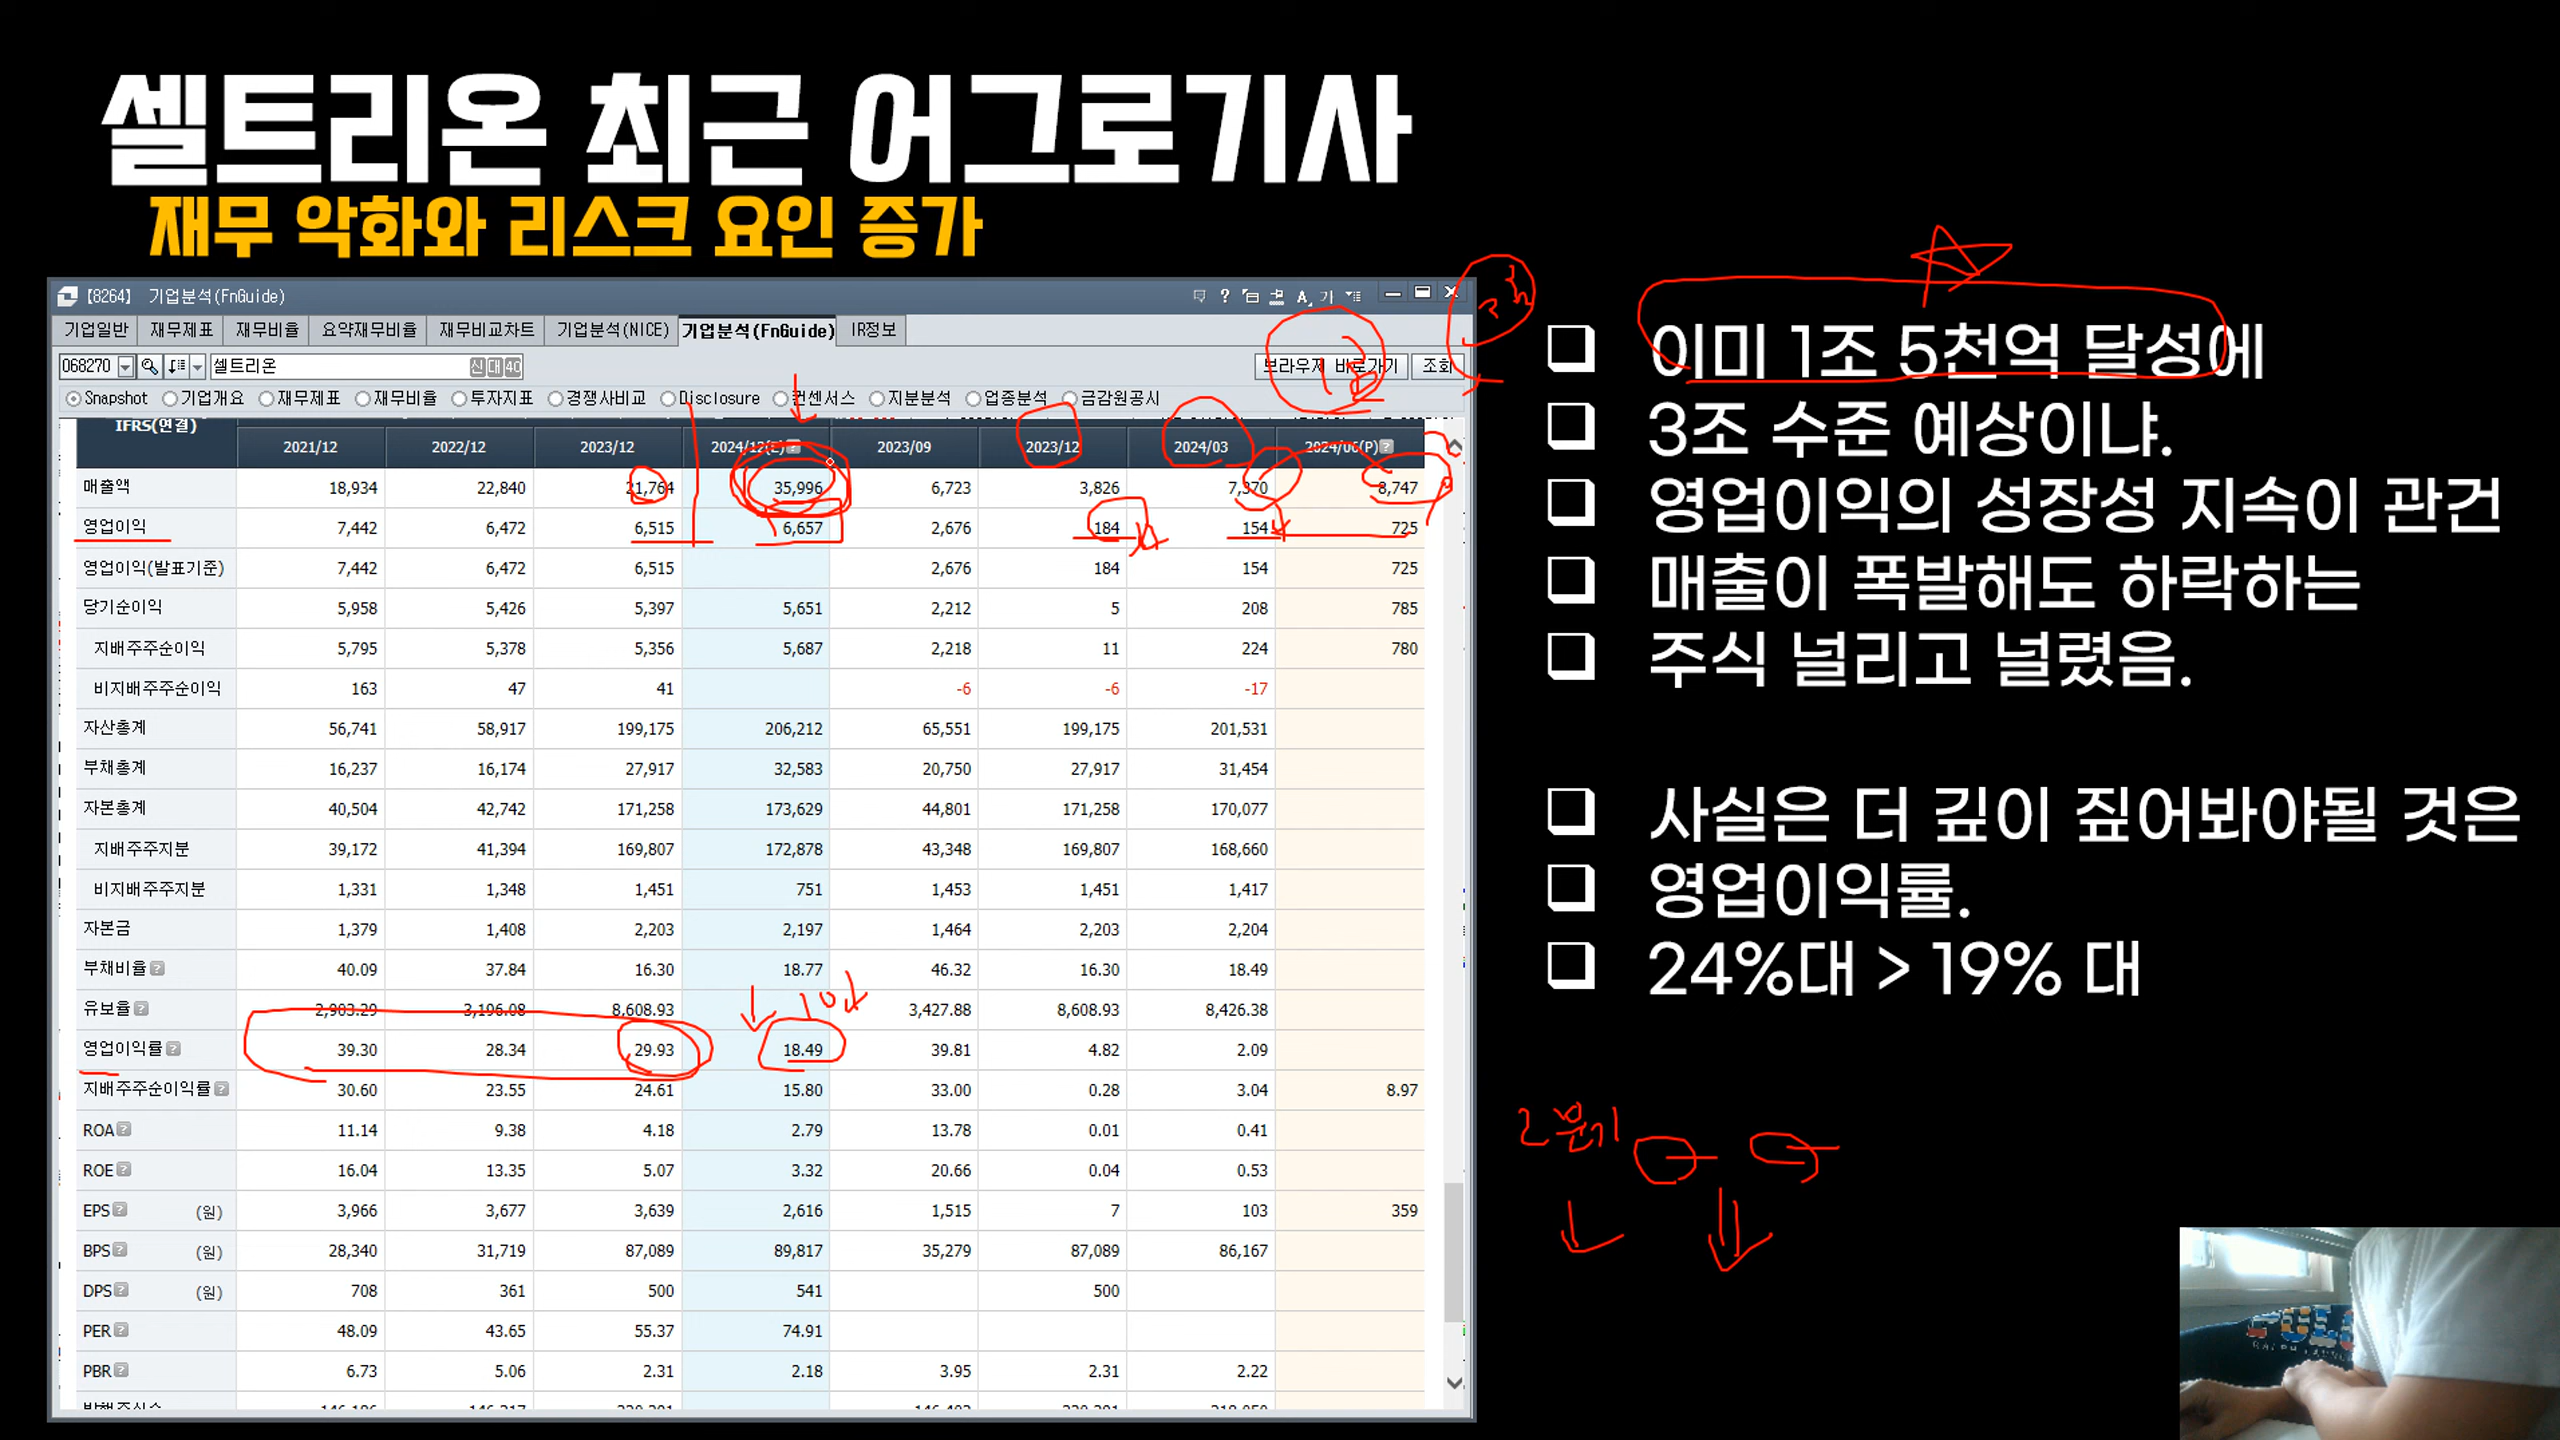 셀트리온 최근 어그로기사
재무 악화와 리스크 요인 증가
[8264] 기업분석(FnGuide)
기업일반 재무제표 재무비율 요약재무비율 재무비교차트 기업분석(NICE) 기업분석(FnGuide) IR정보
068270 셀트리온 신 대 40 브라우저 바로가기 조회
Snapshot 기업개요 재무제표 재무비율 투자지표 경쟁사비교 Disclosure 컨센서스 지분분석 업종분석 금감원공시
IFRS(연결)
2021/12 2022/12 2023/12 2024/12(E) 2023/09 2023/12 2024/03 2024/06(P)
매출액 18,934 22,840 21,764 35,996 6,723 3,826 7,370 8,747
영업이익 7,442 6,472 6,515 6,657 2,676 184 154 725
영업이익(발표기준) 7,442 6,472 6,515 2,676 184 154 725
당기순이익 5,958 5,426 5,397 5,651 2,212 5 208 785
지배주주순이익 5,795 5,378 5,356 5,687 2,218 11 224 780
비지배주주순이익 163 47 41 -6 -6 -17
자산총계 56,741 58,917 199,175 206,212 65,551 199,175 201,531
부채총계 16,237 16,174 27,917 32,583 20,750 27,917 31,454
자본총계 40,504 42,742 171,258 173,629 44,801 171,258 170,077
지배주주지분 39,172 41,394 169,807 172,878 43,348 169,807 168,660
비지배주주지분 1,331 1,348 1,451 751 1,453 1,451 1,417
자본금 1,379 1,408 2,203 2,197 1,464 2,203 2,204
부채비율 40.09 37.84 16.30 18.77 46.32 16.30 18.49
유보율 2,903.29 3,196.08 8,608.93 3,427.88 8,608.93 8,426.38
영업이익률 39.30 28.34 29.93 18.49 39.81 4.82 2.09
지배주주순이익률 30.60 23.55 24.61 15.80 33.00 0.28 3.04 8.97
ROA 11.14 9.38 4.18 2.79 13.78 0.01 0.41
ROE 16.04 13.35 5.07 3.32 20.66 0.04 0.53
EPS (원) 3,966 3,677 3,639 2,616 1,515 7 103 359
BPS (원) 28,340 31,719 87,089 89,817 35,279 87,089 86,167
DPS (원) 708 361 500 541 500
PER 48.09 43.65 55.37 74.91
PBR 6.73 5.06 2.31 2.18 3.95 2.31 2.22
이미 1조 5천억 달성에
3조 수준 예상이냐.
영업이익의 성장성 지속이 관건
매출이 폭발해도 하락하는
주식 널리고 널렸음.
사실은 더 깊이 짚어봐야될 것은
영업이익률.
24%대 > 19% 대
2분기